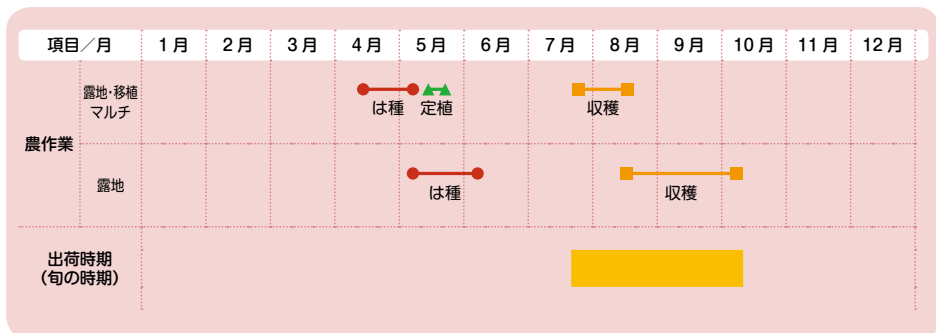 項目／月 1月 2月 3月 4月 5月 6月 7月 8月 9月 10月 11月 12月
農作業
露地・移植
マルチ
は種 定植 収穫
露地
は種 収穫
出荷時期
（旬の時期）